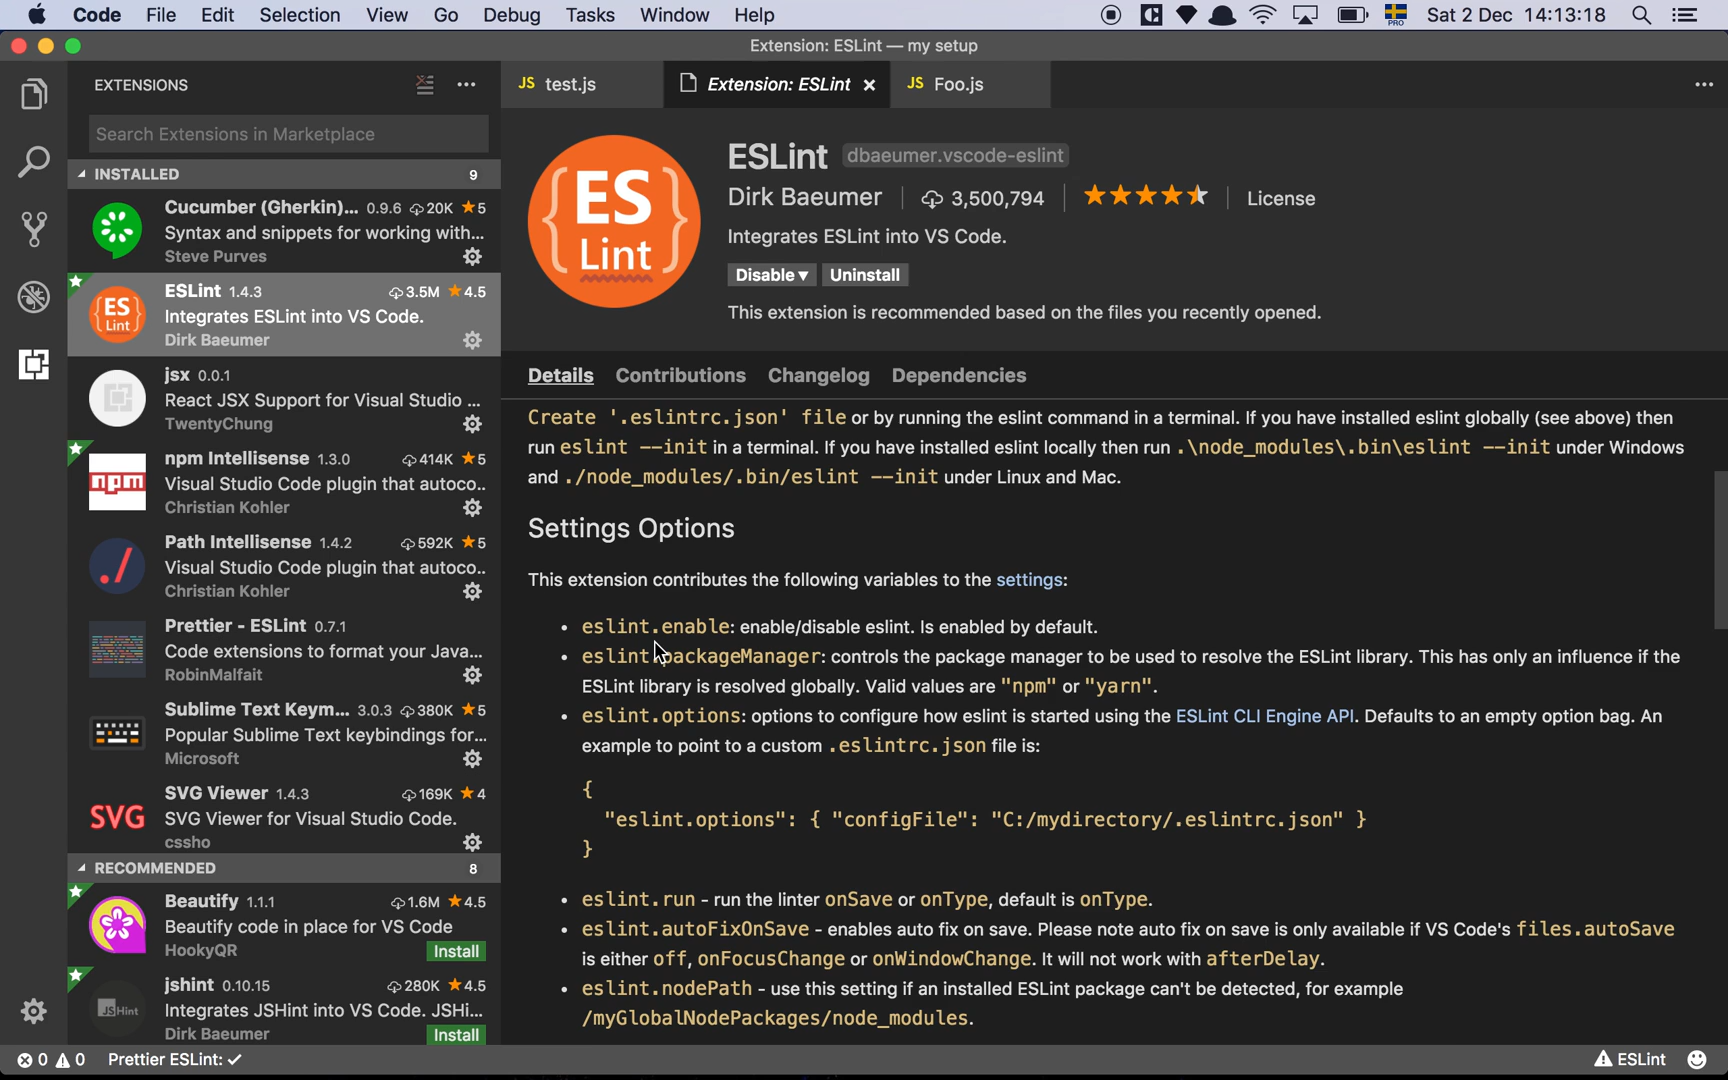 Code File Edit Selection View Go Debug Tasks Window Help
PRO
Sat 2 Dec 14:13:18
Extension: ESLint — my setup
EXTENSIONS
Search Extensions in Marketplace
INSTALLED 9
Cucumber (Gherkin)... 0.9.6 20K ★5
Syntax and snippets for working with...
Steve Purves
ES
Lint
ESLint 1.4.3 3.5M ★4.5
Integrates ESLint into VS Code.
Dirk Baeumer
jsx 0.0.1
React JSX Support for Visual Studio ...
TwentyChung
npm
npm Intellisense 1.3.0 414K ★5
Visual Studio Code plugin that autoco..
Christian Kohler
./
Path Intellisense 1.4.2 592K ★5
Visual Studio Code plugin that autoco..
Christian Kohler
Prettier - ESLint 0.7.1
Code extensions to format your Java...
RobinMalfait
Sublime Text Keym... 3.0.3 380K ★5
Popular Sublime Text keybindings for...
Microsoft
SVG
SVG Viewer 1.4.3 169K ★4
SVG Viewer for Visual Studio Code.
cssho
RECOMMENDED 8
Beautify 1.1.1 1.6M ★4.5
Beautify code in place for VS Code
HookyQR
Install
JSHint
jshint 0.10.15 280K ★4.5
Integrates JSHint into VS Code. JSHi...
Dirk Baeumer
Install
JS test.js
Extension: ESLint ×
JS Foo.js
{ES}
Lint
ESLint dbaeumer.vscode-eslint
Dirk Baeumer 3,500,794 License
Integrates ESLint into VS Code.
Disable▼ Uninstall
This extension is recommended based on the files you recently opened.
Details Contributions Changelog Dependencies
Create '.eslintrc.json' file or by running the eslint command in a terminal. If you have installed eslint globally (see above) then
run eslint --init in a terminal. If you have installed eslint locally then run .\node_modules\.bin\eslint --init under Windows
and ./node_modules/.bin/eslint --init under Linux and Mac.
Settings Options
This extension contributes the following variables to the settings:
• eslint.enable: enable/disable eslint. Is enabled by default.
• eslint.packageManager: controls the package manager to be used to resolve the ESLint library. This has only an influence if the
ESLint library is resolved globally. Valid values are "npm" or "yarn".
• eslint.options: options to configure how eslint is started using the ESLint CLI Engine API. Defaults to an empty option bag. An
example to point to a custom .eslintrc.json file is:
{
"eslint.options": { "configFile": "C:/mydirectory/.eslintrc.json" }
}
• eslint.run - run the linter onSave or onType, default is onType.
• eslint.autoFixOnSave - enables auto fix on save. Please note auto fix on save is only available if VS Code's files.autoSave
is either off, onFocusChange or onWindowChange. It will not work with afterDelay.
• eslint.nodePath - use this setting if an installed ESLint package can't be detected, for example
/myGlobalNodePackages/node_modules.
0 0 Prettier ESLint: ✓
ESLint